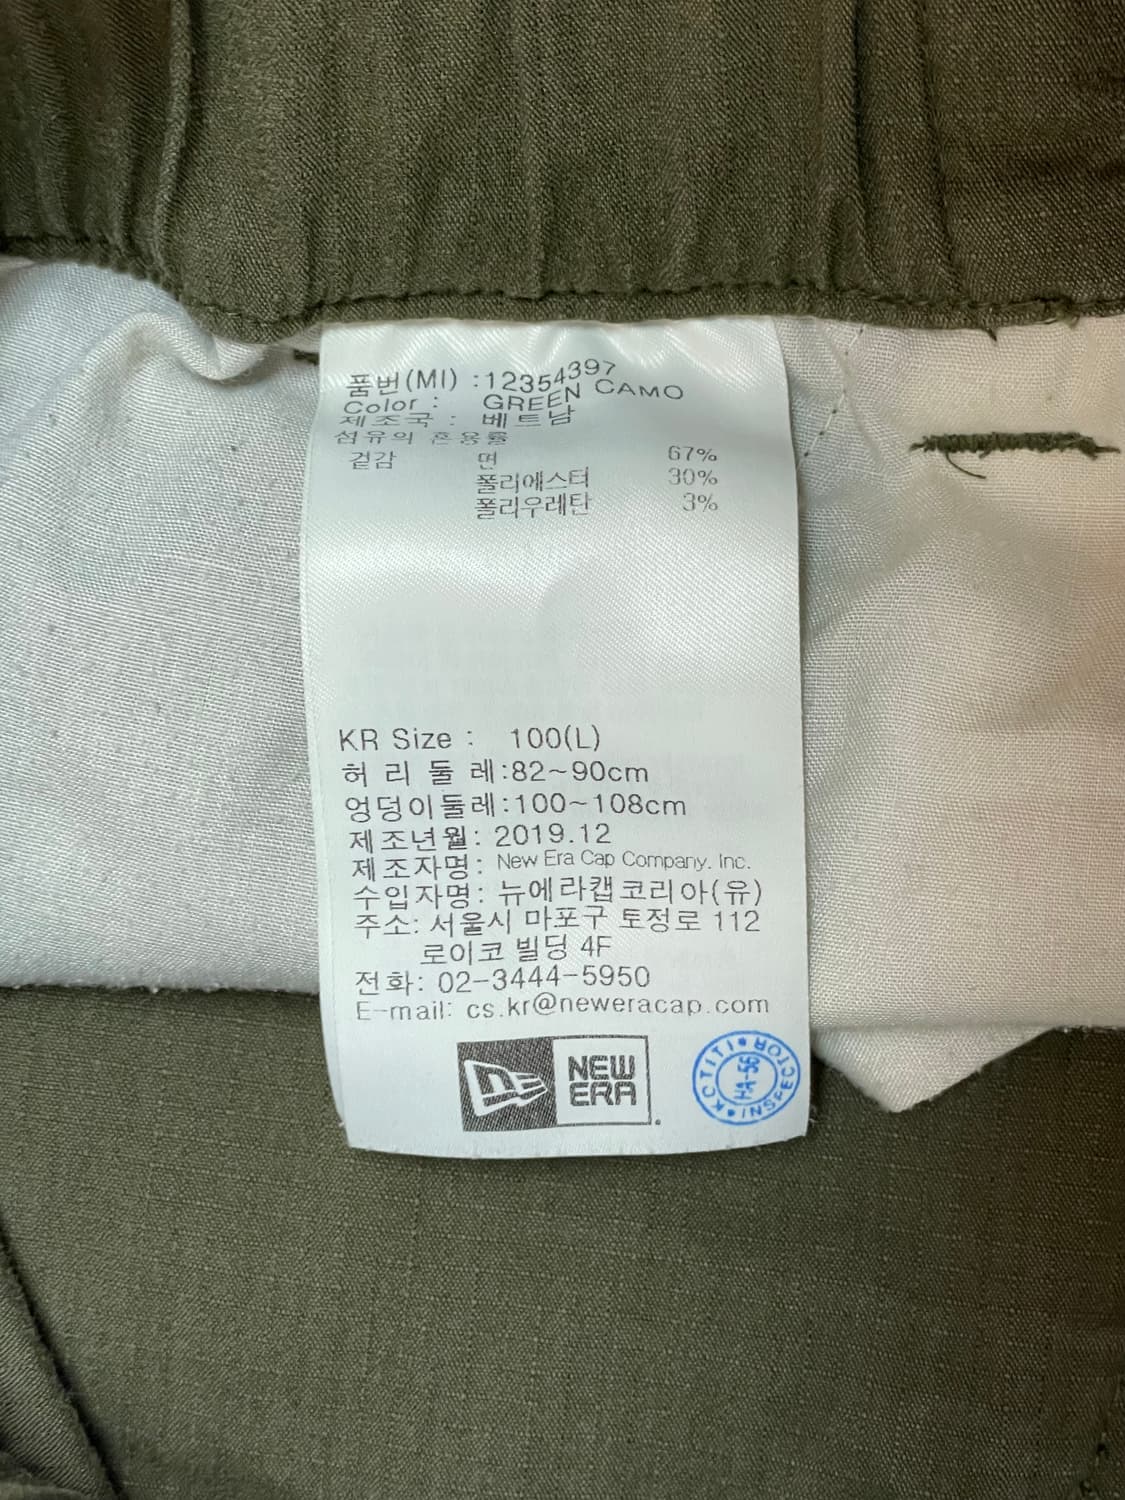 품번(MI) :12354397
Color : GREEN CAMO
제조국 : 베트남
섬유의 혼용률
겉감 면 67%
폴리에스터 30%
폴리우레탄 3%
KR Size : 100(L)
허 리 둘 레:82~90cm
엉덩이둘레:100~108cm
제조년월: 2019.12
제조자명: New Era Cap Company. Inc.
수입자명: 뉴에라캡코리아(유)
주소: 서울시 마포구 토정로 112
로이코 빌딩 4F
전화: 02-3444-5950
E-mail: cs.kr@neweracap.com
NEW
ERA
KCTITI INSPECTOR
HA-56